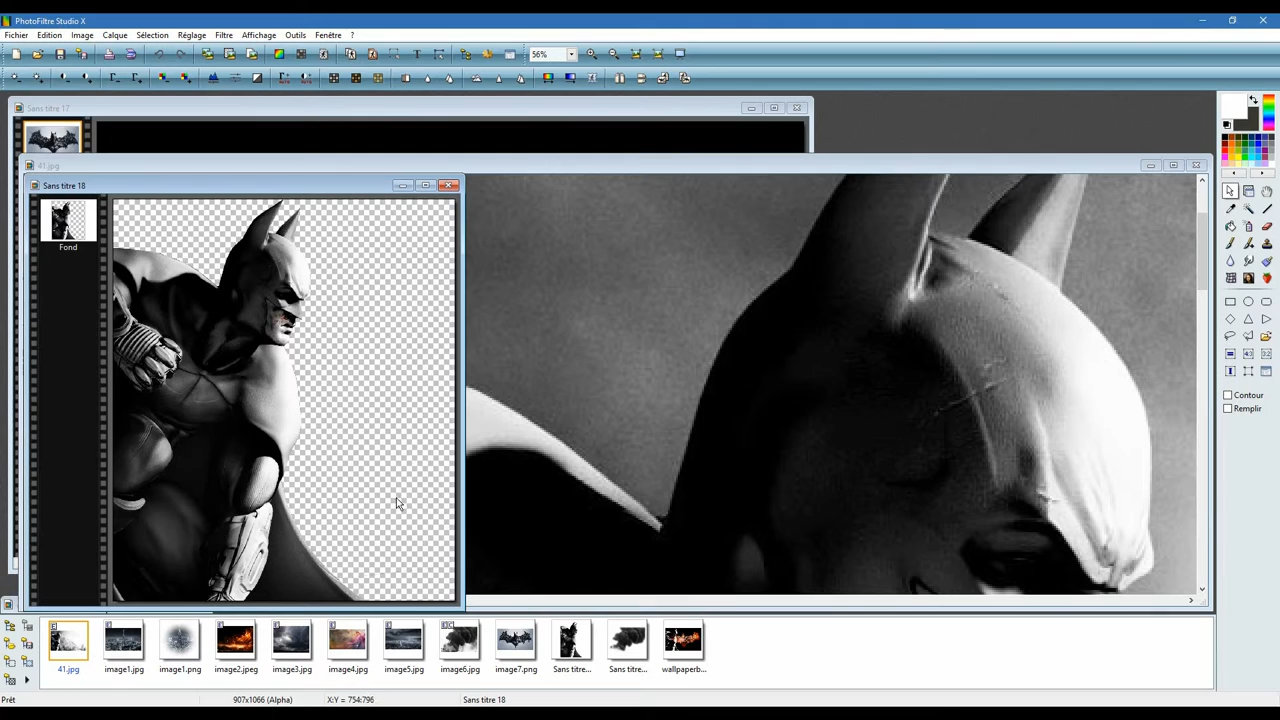 PhotoFiltre Studio X
Fichier Edition Image Calque Sélection Réglage Filtre Affichage Outils Fenêtre ?
56%
Sans titre 17
41.jpg
Sans titre 18
Fond
Contour
Remplir
41.jpg image1.jpg image1.png image2.jpeg image3.jpg image4.jpg image5.jpg image6.jpg image7.png Sans titre... Sans titre... wallpaperb...
Prêt 907x1066 (Alpha) X:Y = 754:796 Sans titre 18